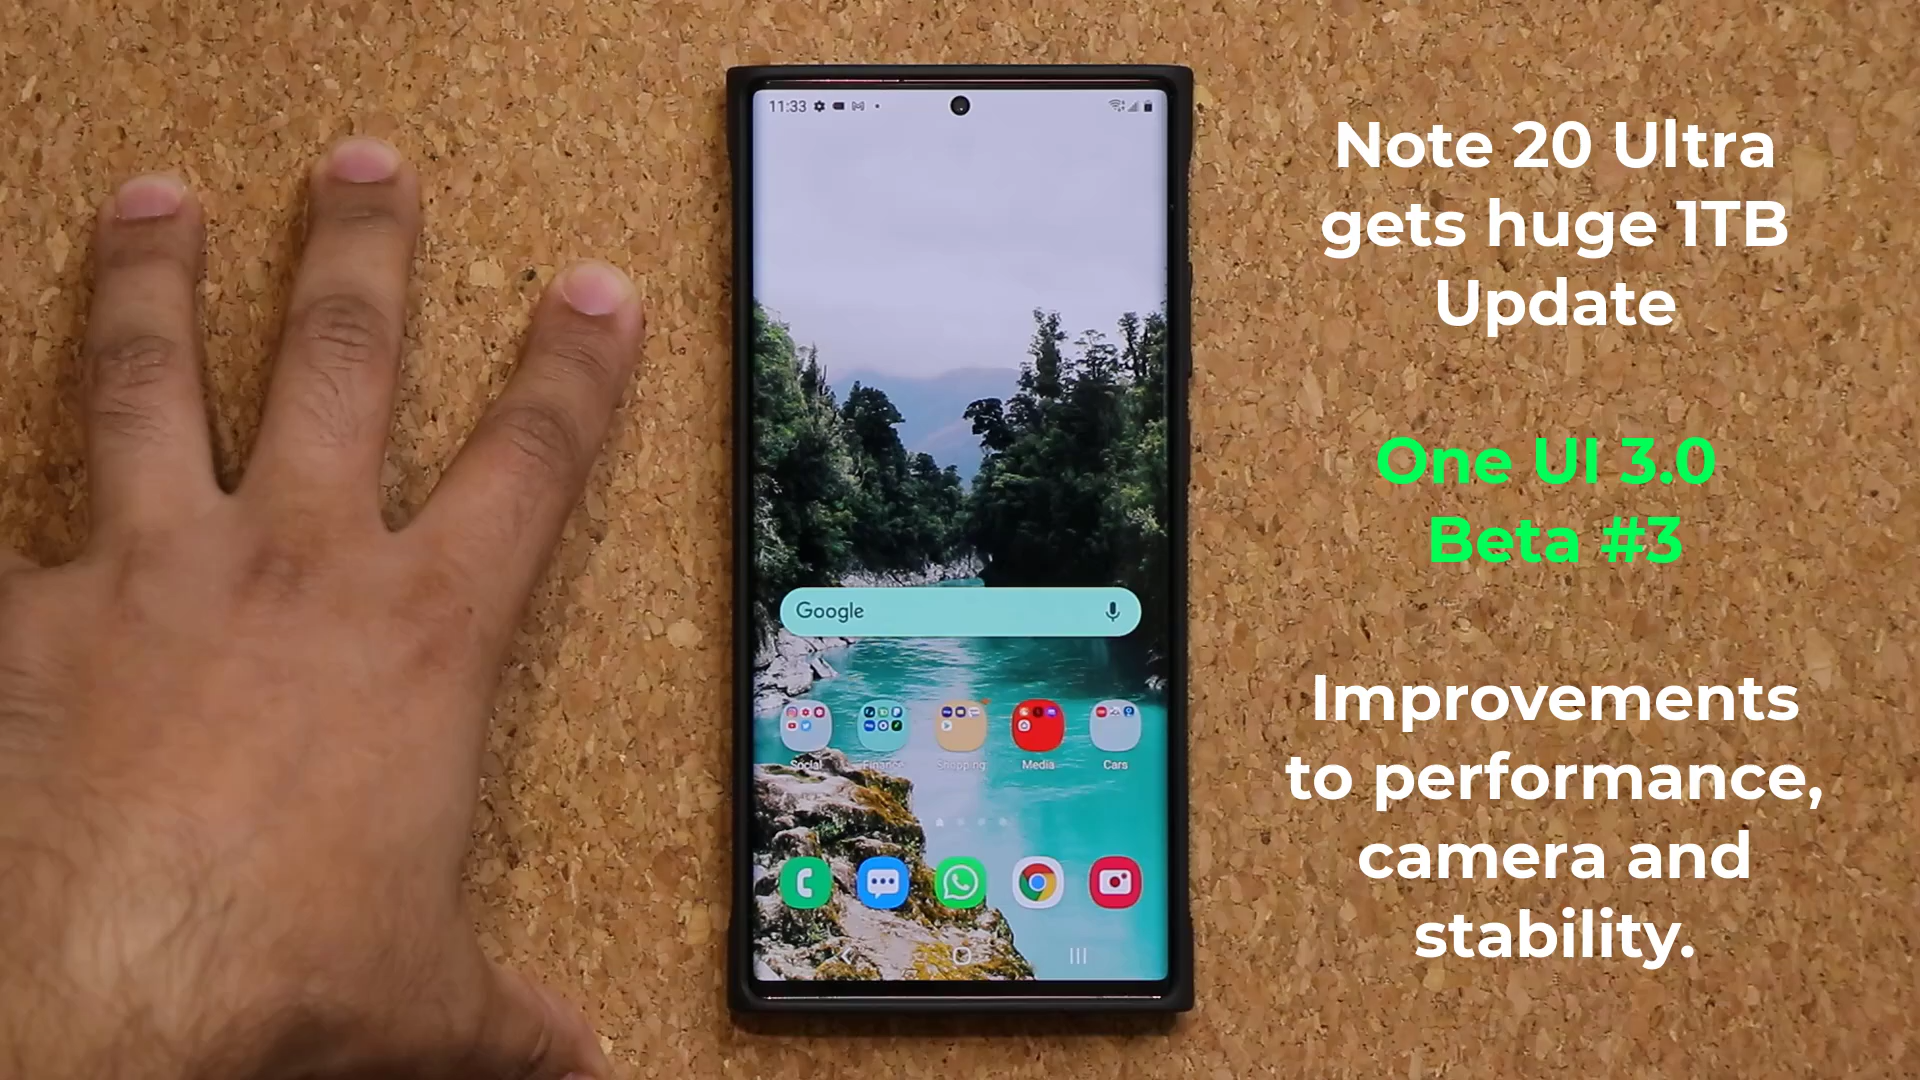 11:33
Note 20 Ultra
gets huge 1TB
Update
One UI 3.0
Beta #3
Google
Improvements
to performance,
camera and
stability.
Social
Finance
Shopping
Media
Cars